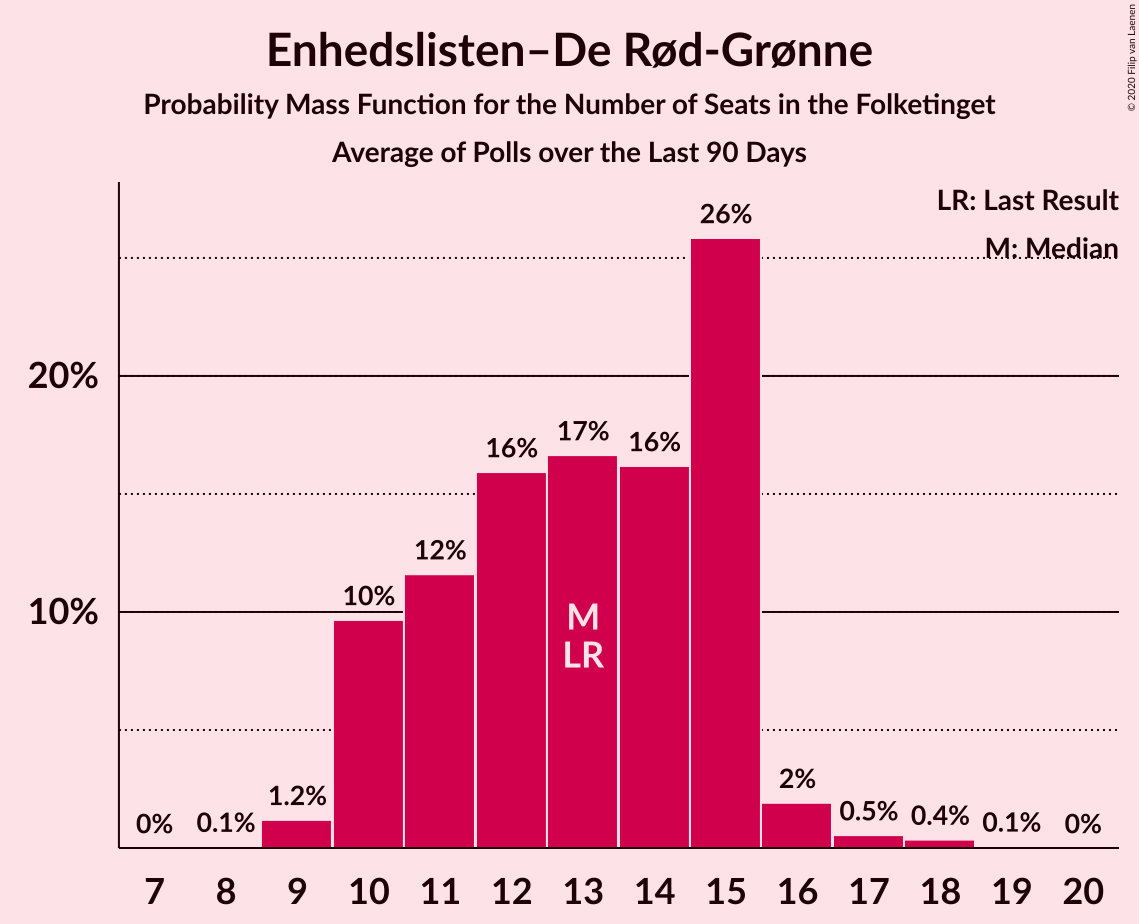 Enhedslisten–De Rød-Grønne
Probability Mass Function for the Number of Seats in the Folketinget
Average of Polls over the Last 90 Days
© 2020 Filip van Laenen
LR: Last Result
M: Median
26%
20%
16%
17%
16%
12%
10%
10%
M
LR
0%
0.1%
1.2%
2%
0.5%
0.4%
0.1%
0%
7 8 9 10 11 12 13 14 15 16 17 18 19 20